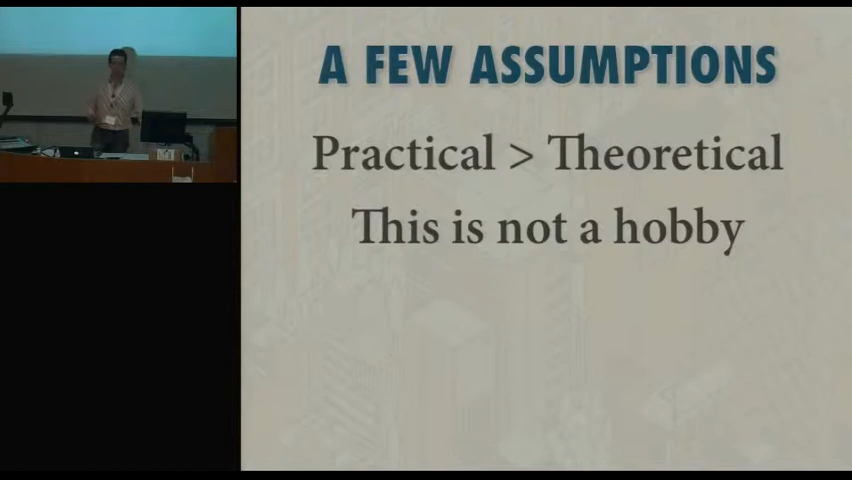 A FEW ASSUMPTIONS
Practical > Theoretical
This is not a hobby